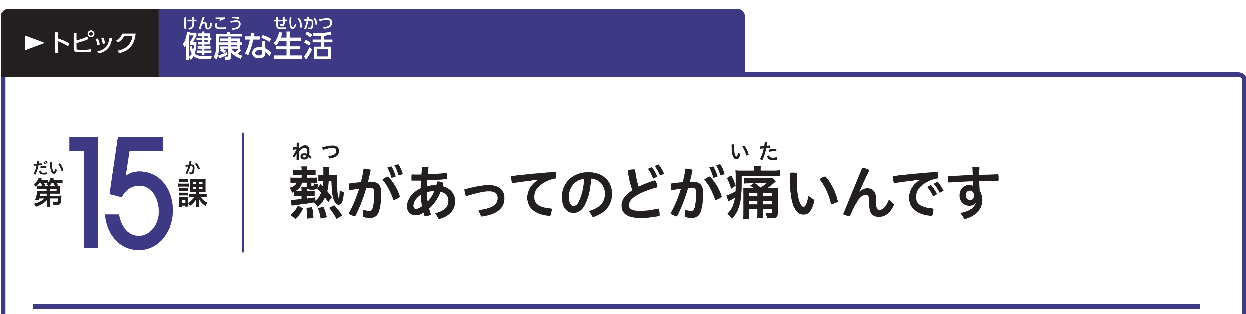 ▶トピック 健康な生活
けんこう せいかつ
だい か
第15課
ねつ いた
熱があってのどが痛いんです